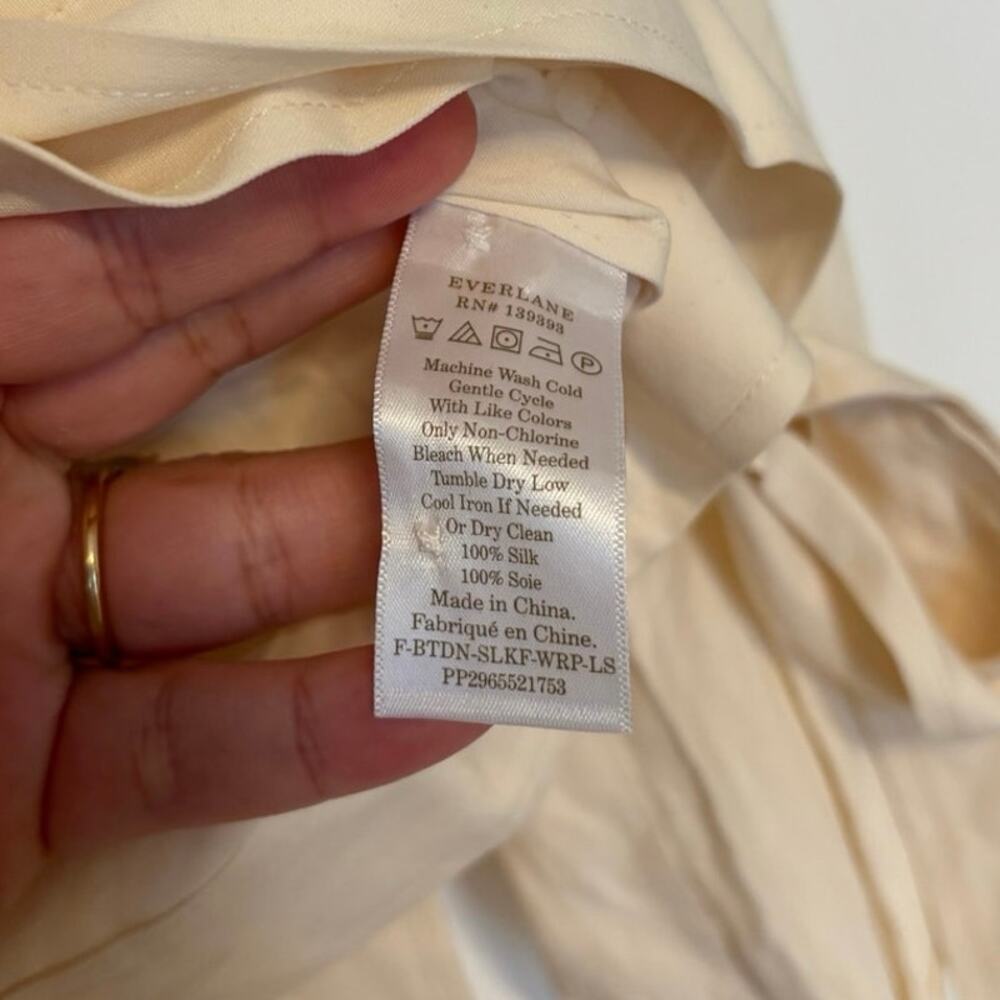 EVERLANE
RN# 139393
P
Machine Wash Cold
Gentle Cycle
With Like Colors
Only Non-Chlorine
Bleach When Needed
Tumble Dry Low
Cool Iron If Needed
Or Dry Clean
100% Silk
100% Soie
Made in China.
Fabriqué en Chine.
F-BTDN-SLKF-WRP-LS
PP2965521753